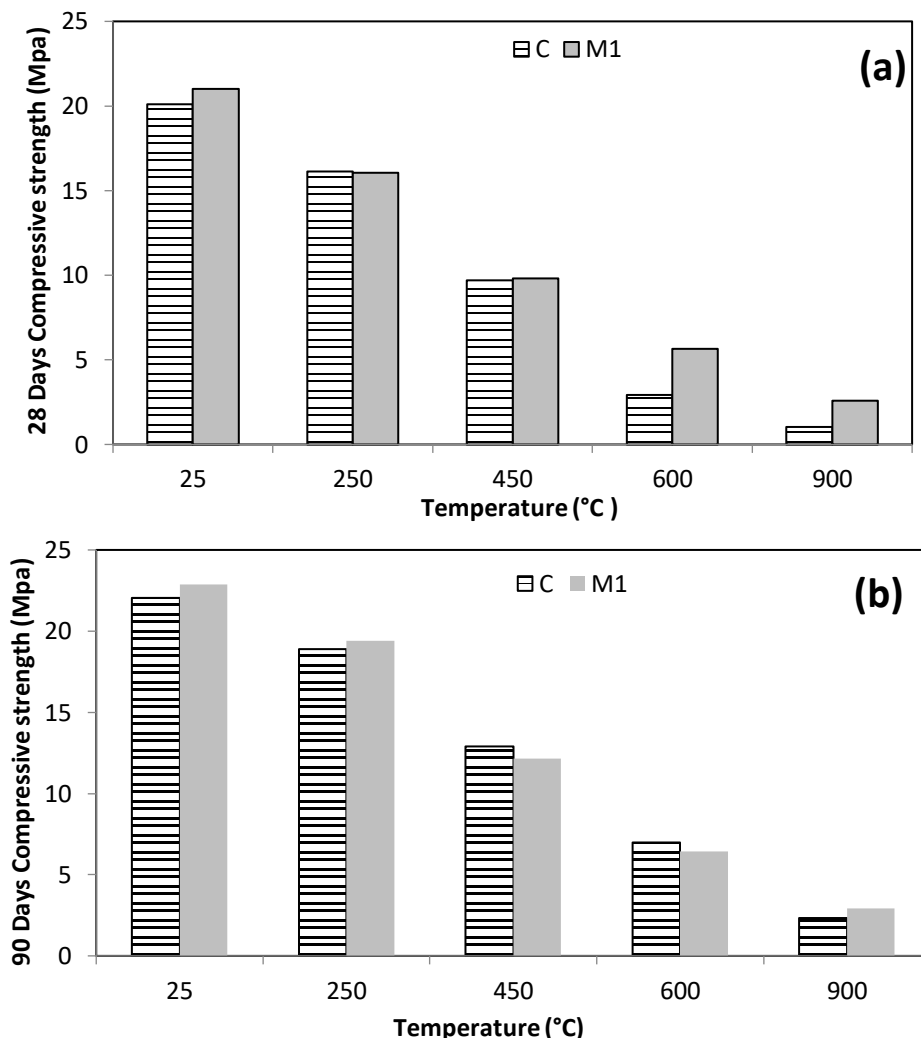 25
20
15
10
5
0
28 Days Compressive strength (Mpa)
C M1
(a)
25 250 450 600 900
Temperature (°C )
25
20
15
10
5
0
90 Days Compressive strength (Mpa)
C M1
(b)
25 250 450 600 900
Temperature (°C)